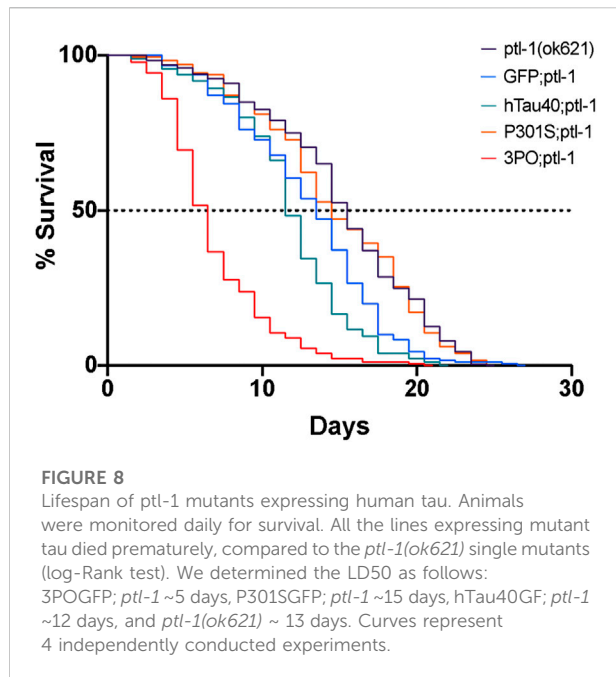 100
50
0
% Survival
ptl-1(ok621)
GFP;ptl-1
hTau40;ptl-1
P301S;ptl-1
3PO;ptl-1
0
10
20
30
Days
FIGURE 8
Lifespan of ptl-1 mutants expressing human tau. Animals
were monitored daily for survival. All the lines expressing mutant
tau died prematurely, compared to the ptl-1(ok621) single mutants
(log-Rank test). We determined the LD50 as follows:
3POGFP; ptl-1 ~5 days, P301SGFP; ptl-1 ~15 days, hTau40GF; ptl-1
~12 days, and ptl-1(ok621) ~ 13 days. Curves represent
4 independently conducted experiments.